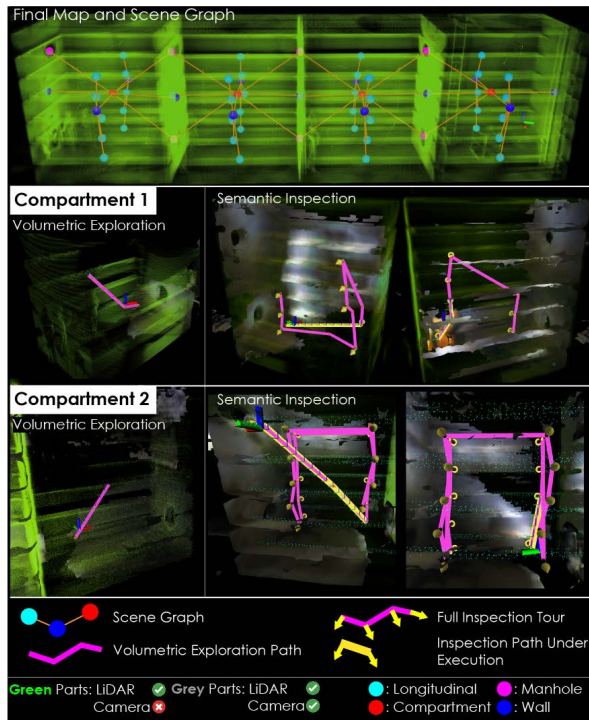 Final Map and Scene Graph
Compartment 1
Volumetric Exploration
Semantic Inspection
Compartment 2
Volumetric Exploration
Semantic Inspection
Scene Graph
Full Inspection Tour
Volumetric Exploration Path
Inspection Path Under
Execution
Green Parts: LiDAR
Camera
Grey Parts: LiDAR
Camera
: Longitudinal
: Manhole
: Compartment
: Wall